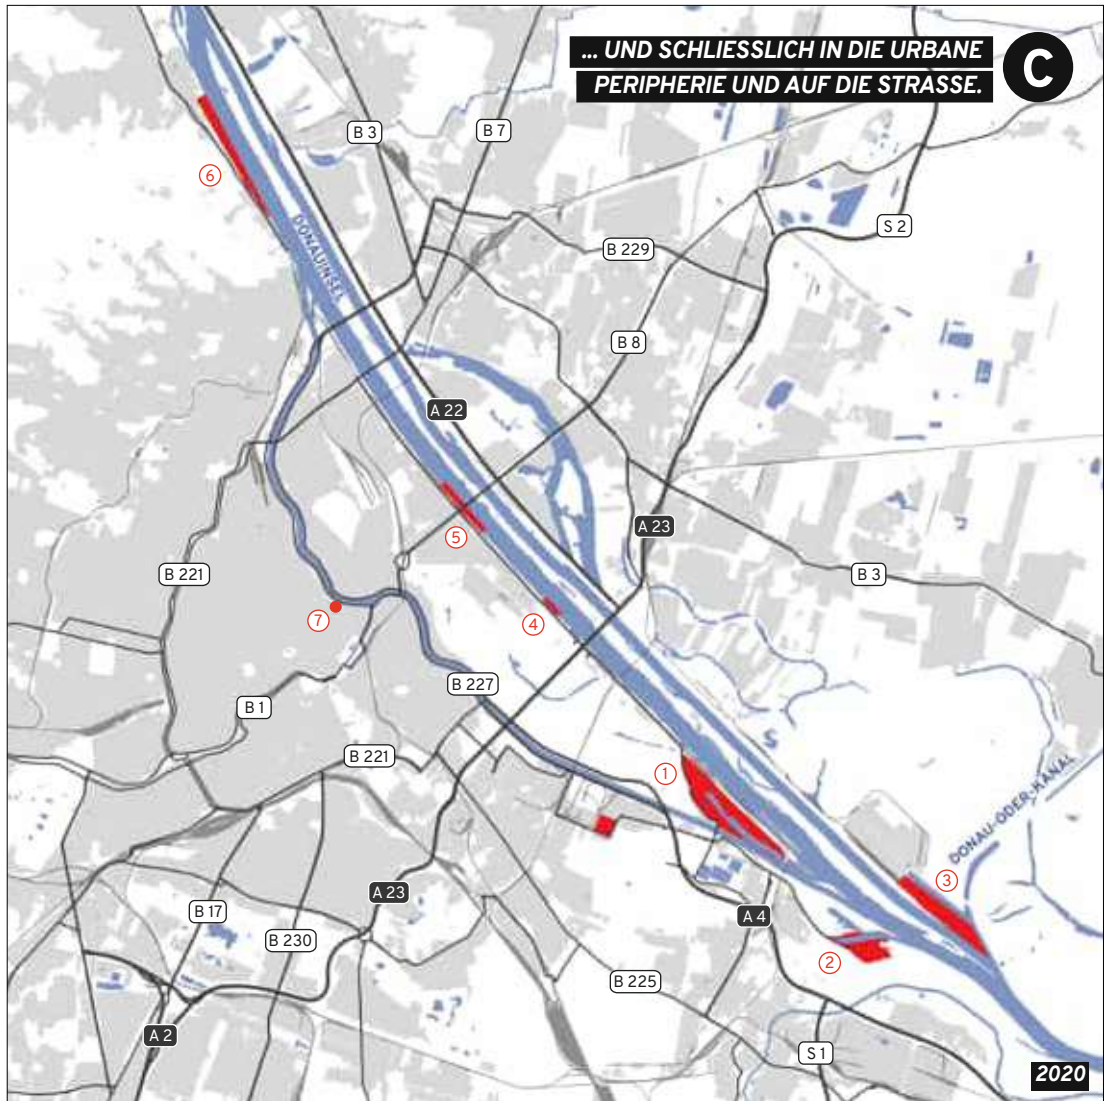 ... UND SCHLIESSLICH IN DIE URBANE
PERIPHERIE UND AUF DIE STRASSE.
C
B 3
B 7
6
S 2
DONAUINSEL
B 229
B 8
A 22
5
A 23
B 221
B 3
7
4
B 227
B 1
B 221
1
DONAU-ODER-KANAL
3
A 23
B 17
A 4
B 230
2
B 225
A 2
S 1
2020